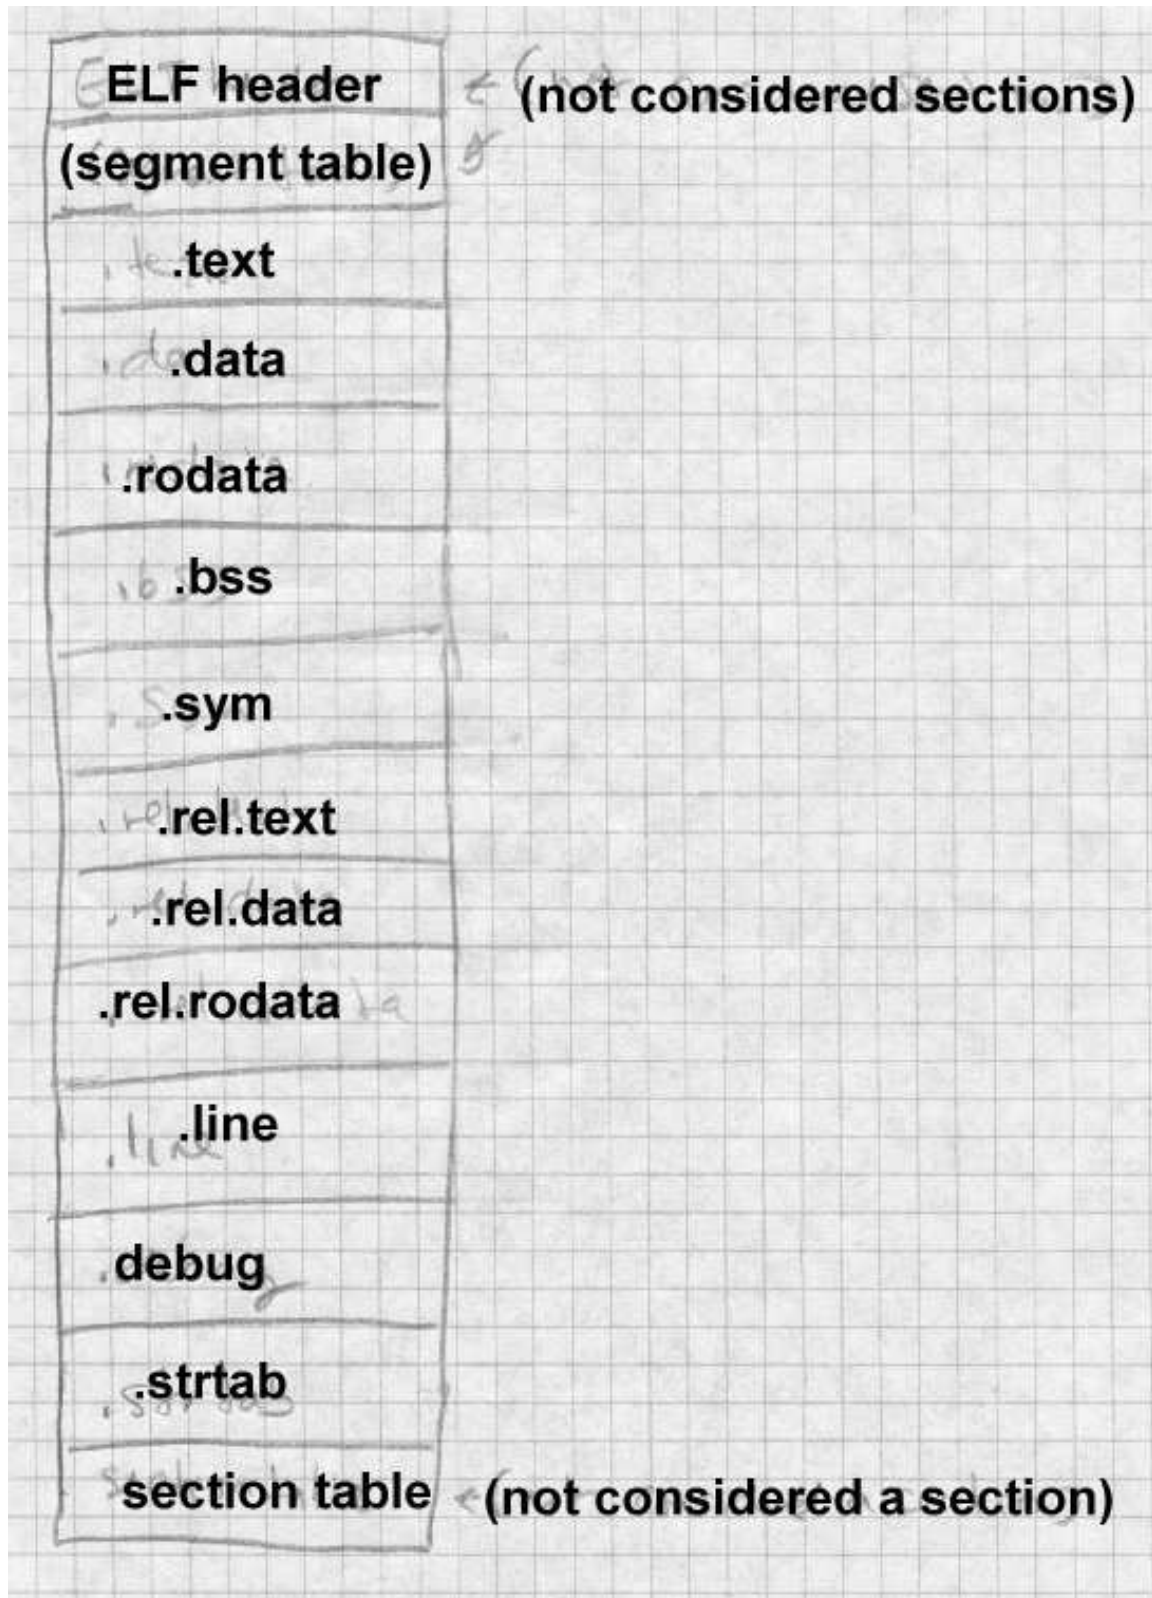 ELF header
(not considered sections)
(segment table)
.text
.data
.rodata
.bss
.sym
.rel.text
.rel.data
.rel.rodata
.line
debug
.strtab
section table
(not considered a section)